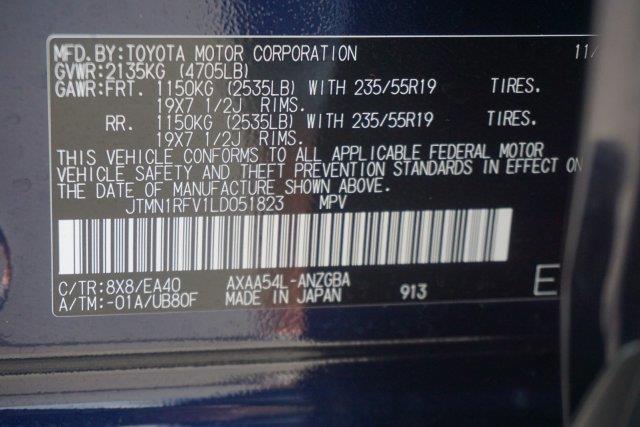 MFD.BY:TOYOTA MOTOR CORPORATION 11/
GVWR:2135KG (4705LB)
GAWR:FRT. 1150KG (2535LB) WITH 235/55R19 TIRES.
19X7 1/2J RIMS.
RR. 1150KG (2535LB) WITH 235/55R19 TIRES.
19X7 1/2J RIMS.
THIS VEHICLE CONFORMS TO ALL APPLICABLE FEDERAL MOTOR
VEHICLE SAFETY AND THEFT PREVENTION STANDARDS IN EFFECT ON
THE DATE OF MANUFACTURE SHOWN ABOVE.
JTMN1RFV1LD051823 MPV
C/TR:8X8/EA40 AXAA54L-ANZGBA
A/TM:-01A/UB80F MADE IN JAPAN 913 E